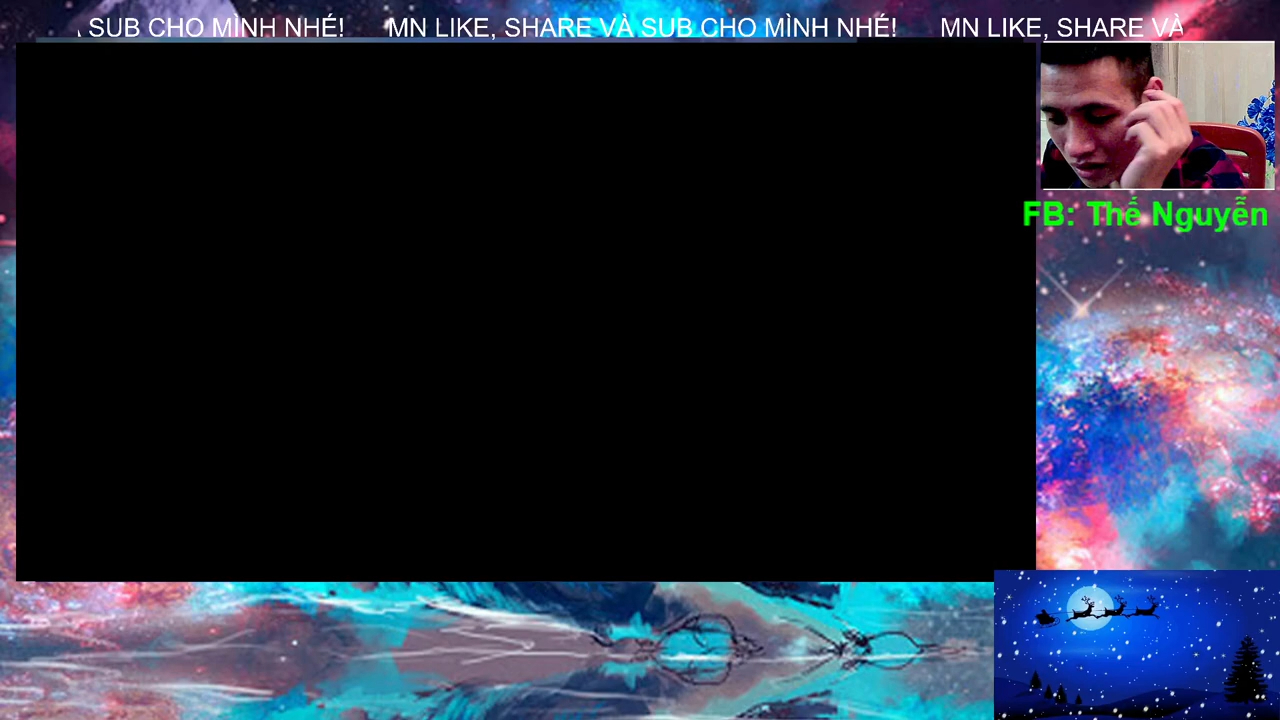 SUB CHO MÌNH NHÉ! MN LIKE, SHARE VÀ SUB CHO MÌNH NHÉ! MN LIKE, SHARE VÀ
FB: Thế Nguyễn